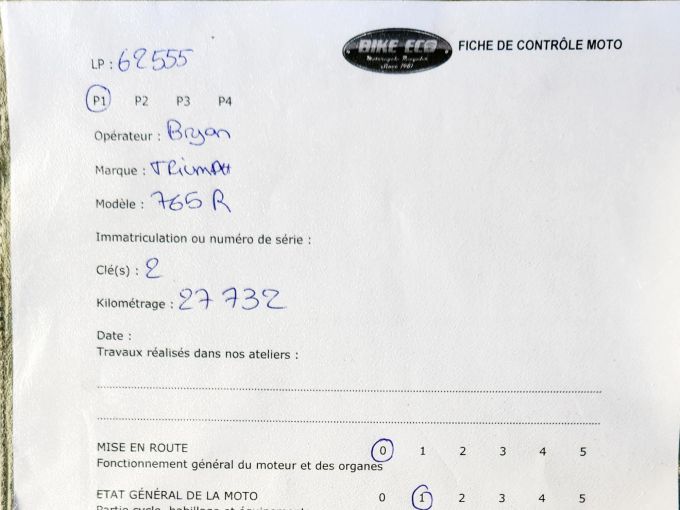 BIKE ECO
Since 1981
FICHE DE CONTRÔLE MOTO
LP : 62555
P1 P2 P3 P4
Opérateur : Bryan
Marque : TRIUMPH
Modèle : 765 R
Immatriculation ou numéro de série :
Clé(s) : 2
Kilométrage : 27 732
Date :
Travaux réalisés dans nos ateliers :
MISE EN ROUTE 0 1 2 3 4 5
Fonctionnement général du moteur et des organes
ETAT GÉNÉRAL DE LA MOTO 0 1 2 3 4 5